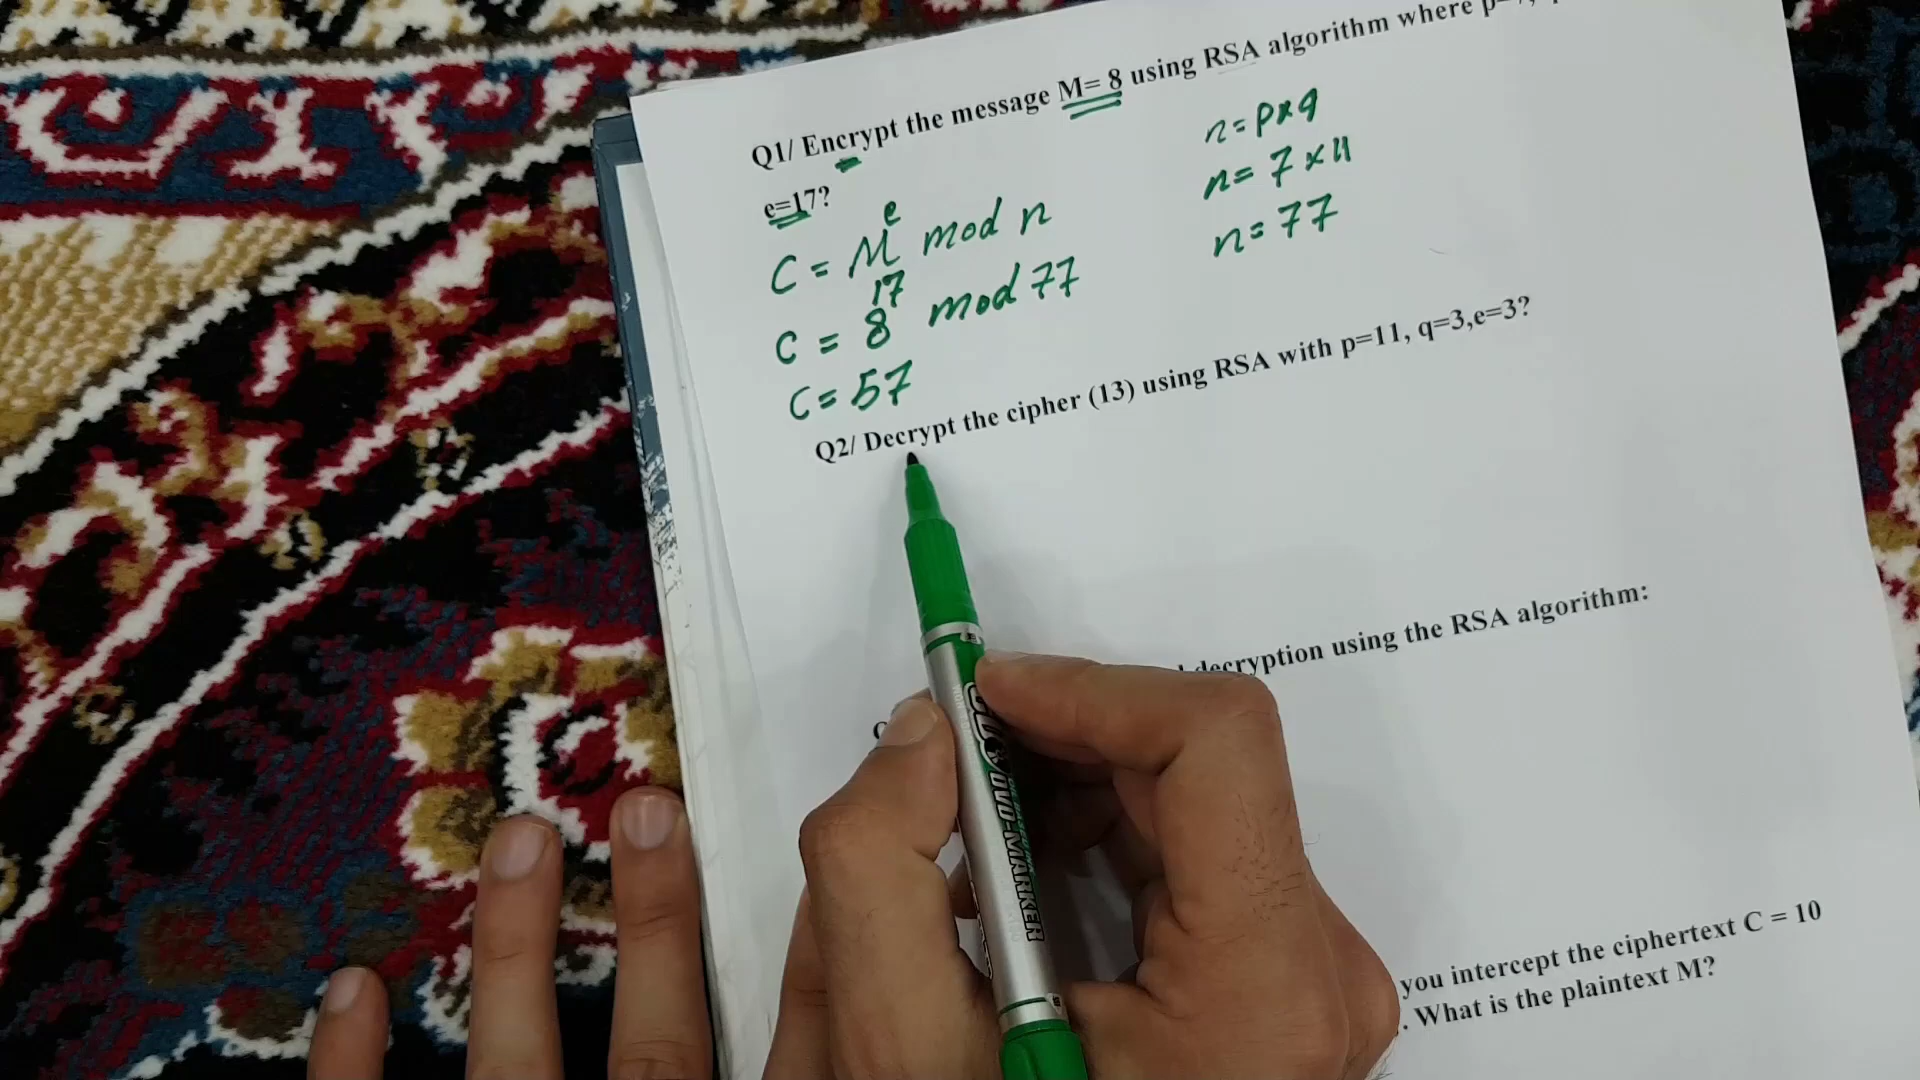 Q1/ Encrypt the message M= 8 using RSA algorithm where
e=17?
n = p x q
n = 7 x 11
n = 77
C = M^e mod n
C = 8^17 mod 77
C = 57
Q2/ Decrypt the cipher (13) using RSA with p=11, q=3,e=3?
decryption using the RSA algorithm:
you intercept the ciphertext C = 10
. What is the plaintext M?
DVD-MARKER